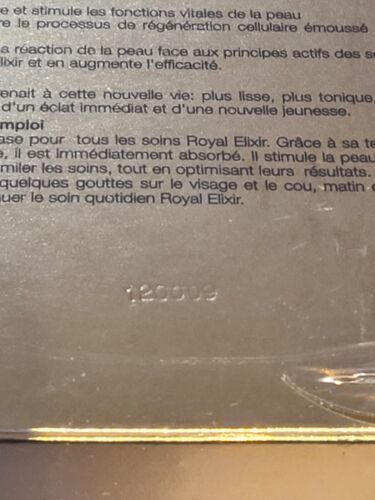 e et stimule les fonctions vitales de la peau
re le processus de régénération cellulaire émoussé
a réaction de la peau face aux principes actifs des s
lixir et en augmente l'efficacité.
enait à cette nouvelle vie: plus lisse, plus tonique,
d'un éclat immédiat et d'une nouvelle jeunesse.
emploi
ase pour tous les soins Royal Elixir. Grâce à sa te
e, il est immédiatement absorbé. Il stimule la peau
miler les soins, tout en optimisant leurs résultats.
quelques gouttes sur le visage et le cou, matin e
uer le soin quotidien Royal Elixir.